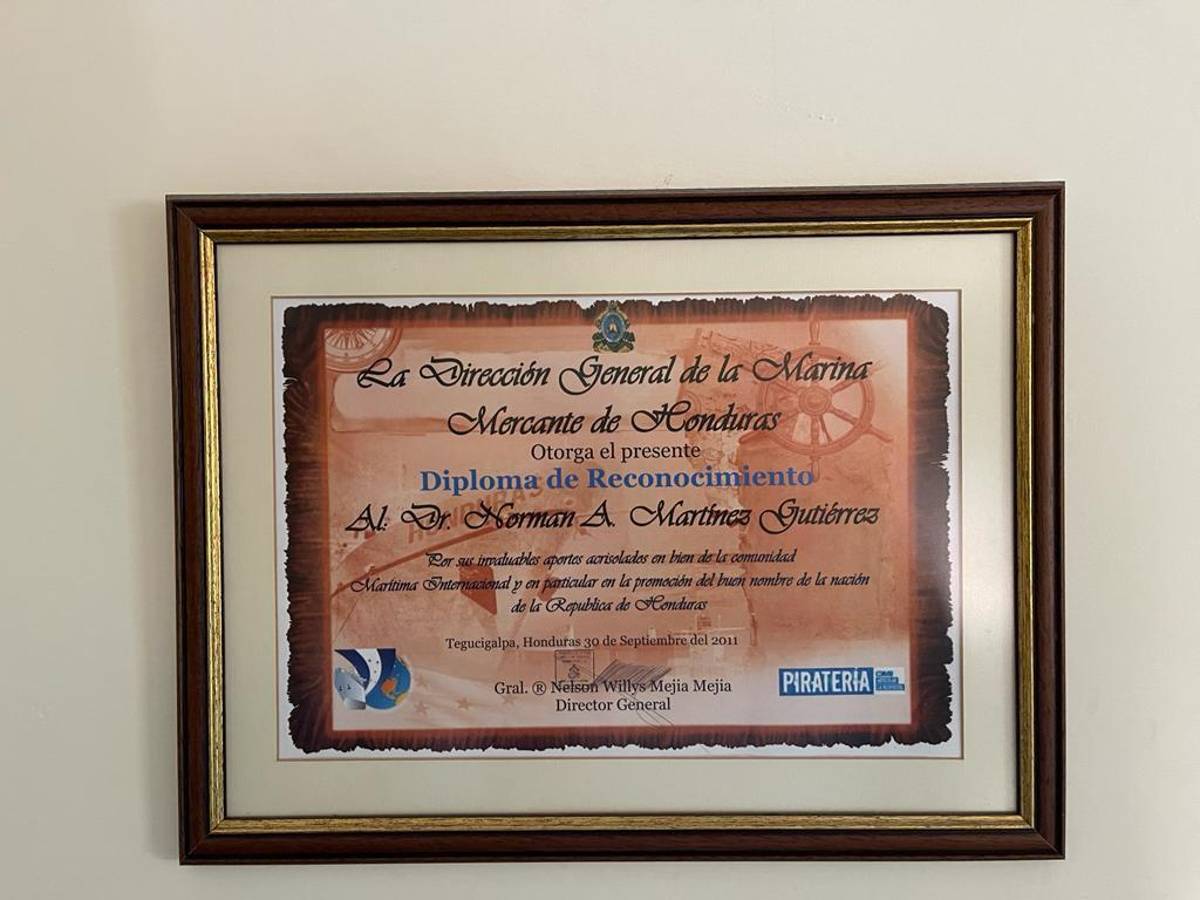 La Dirección General de la Marina
Mercante de Honduras
Otorga el presente
Diploma de Reconocimiento
Al: Dr. Norman A. Martínez Gutiérrez
Por sus invaluables aportes acrisolados en bien de la comunidad
Marítima Internacional y en particular en la promoción del buen nombre de la nación
de la Republica de Honduras
Tegucigalpa, Honduras 30 de Septiembre del 2011
Gral. ® Nelson Willys Mejia Mejia
Director General
PIRATERÍA
HONDURAS